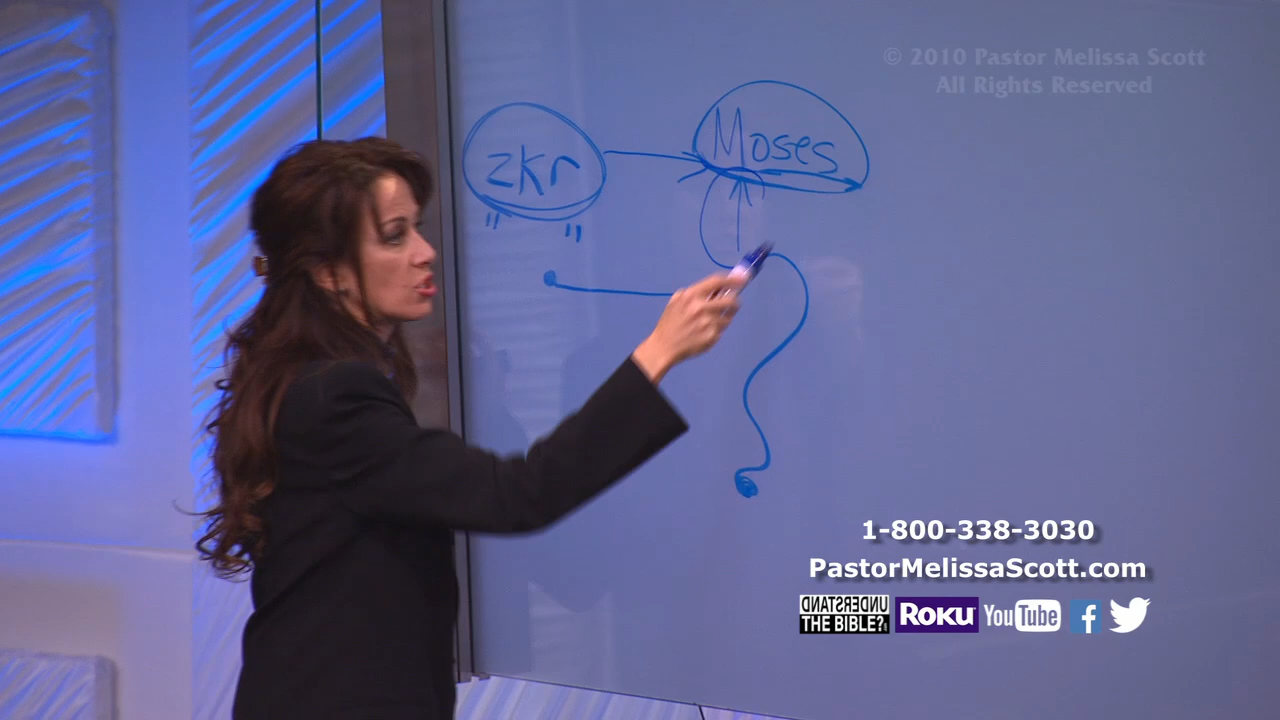 © 2010 Pastor Melissa Scott
All Rights Reserved
zkr
Moses
1-800-338-3030
PastorMelissaScott.com
UNDERSTAND
THE BIBLE?
ROKU
YouTube
f